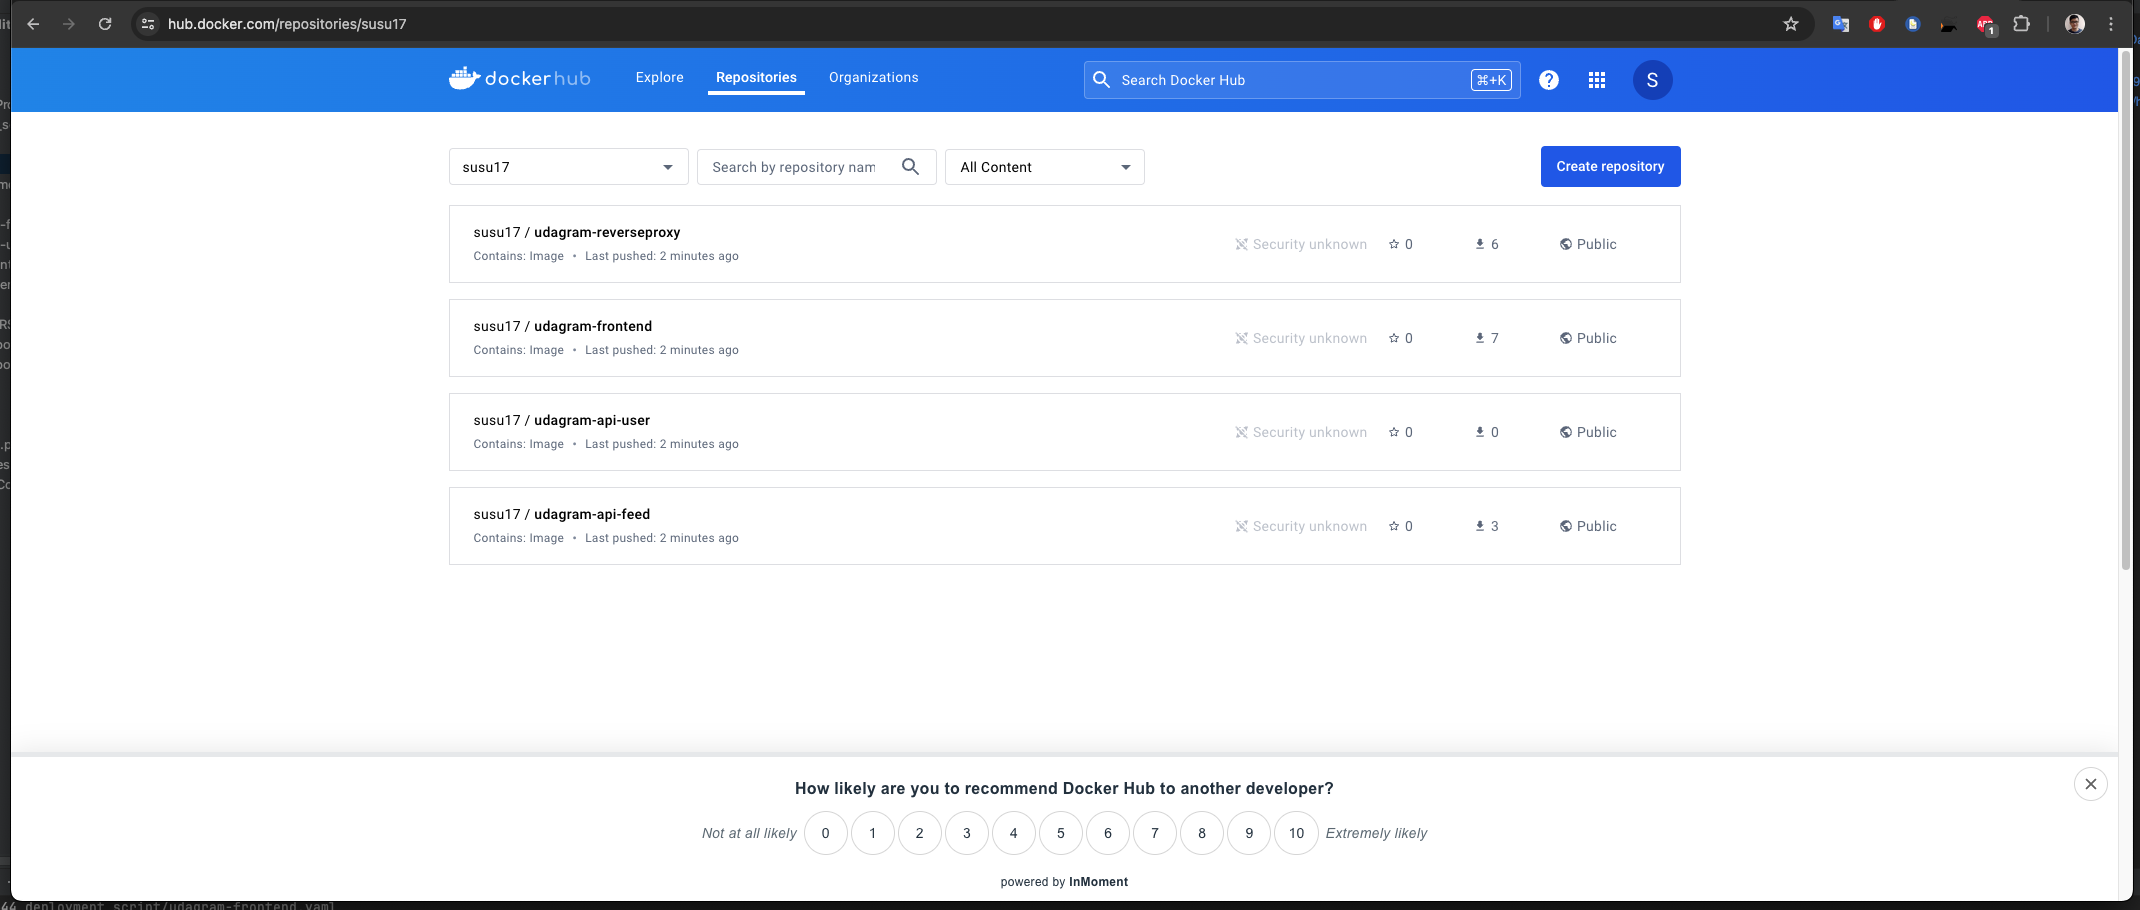 hub.docker.com/repositories/susu17
1
dockerhub
Explore
Repositories
Organizations
Search Docker Hub
⌘+K
?
S
susu17
Search by repository nam
All Content
Create repository
susu17 / udagram-reverseproxy
Contains: Image • Last pushed: 2 minutes ago
Security unknown
0
6
Public
susu17 / udagram-frontend
Contains: Image • Last pushed: 2 minutes ago
Security unknown
0
7
Public
susu17 / udagram-api-user
Contains: Image • Last pushed: 2 minutes ago
Security unknown
0
0
Public
susu17 / udagram-api-feed
Contains: Image • Last pushed: 2 minutes ago
Security unknown
0
3
Public
How likely are you to recommend Docker Hub to another developer?
Not at all likely 0 1 2 3 4 5 6 7 8 9 10 Extremely likely
powered by InMoment
44 deployment_script/udagram-frontend.yaml